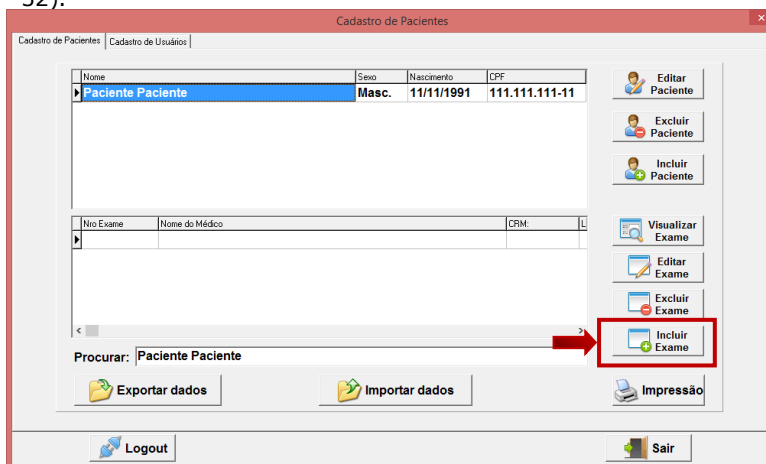 52).
Cadastro de Pacientes
Cadastro de Pacientes Cadastro de Usuários
Nome Sexo Nascimento CPF
Paciente Paciente Masc. 11/11/1991 111.111.111-11
Editar
Paciente
Excluir
Paciente
Incluir
Paciente
Nro Exame Nome do Médico CRM: L
Visualizar
Exame
Editar
Exame
Excluir
Exame
Incluir
Exame
Procurar: Paciente Paciente
Exportar dados Importar dados Impressão
Logout Sair